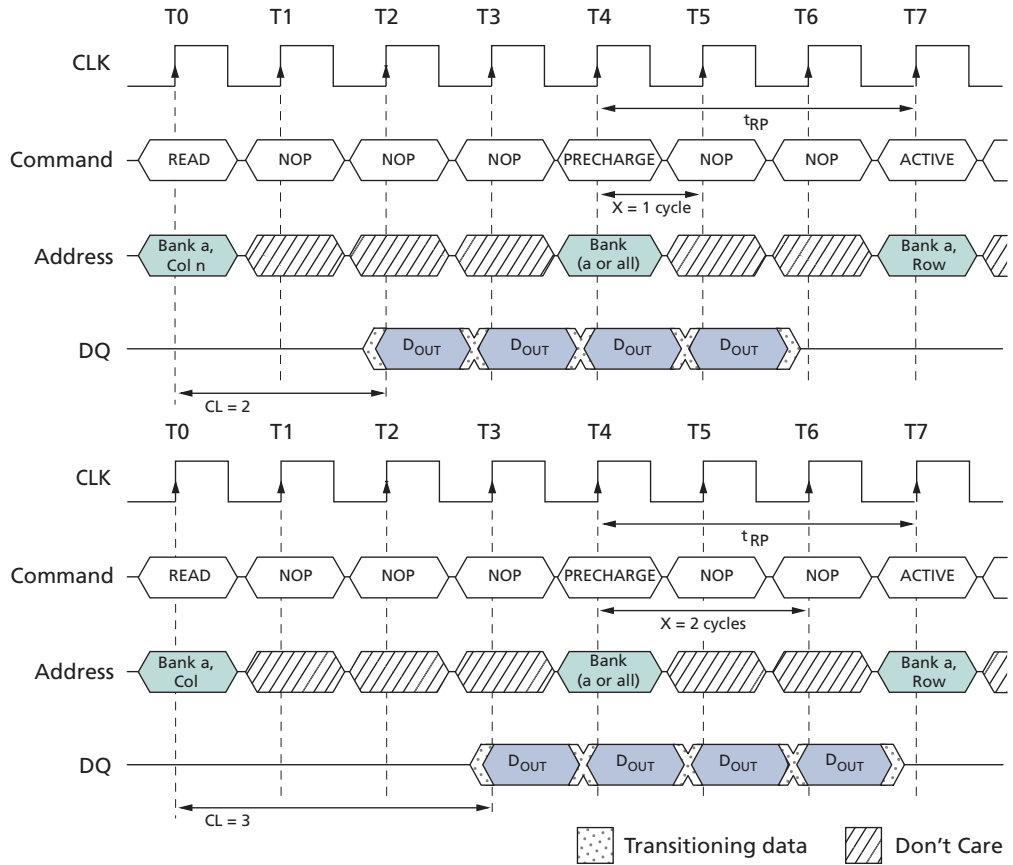 T0 T1 T2 T3 T4 T5 T6 T7
CLK
tRP
Command READ NOP NOP NOP PRECHARGE NOP NOP ACTIVE
X = 1 cycle
Address Bank a, Col n Bank (a or all) Bank a, Row
DQ DOUT DOUT DOUT DOUT
CL = 2
T0 T1 T2 T3 T4 T5 T6 T7
CLK
tRP
Command READ NOP NOP NOP PRECHARGE NOP NOP ACTIVE
X = 2 cycles
Address Bank a, Col Bank (a or all) Bank a, Row
DQ DOUT DOUT DOUT DOUT
CL = 3
Transitioning data Don't Care